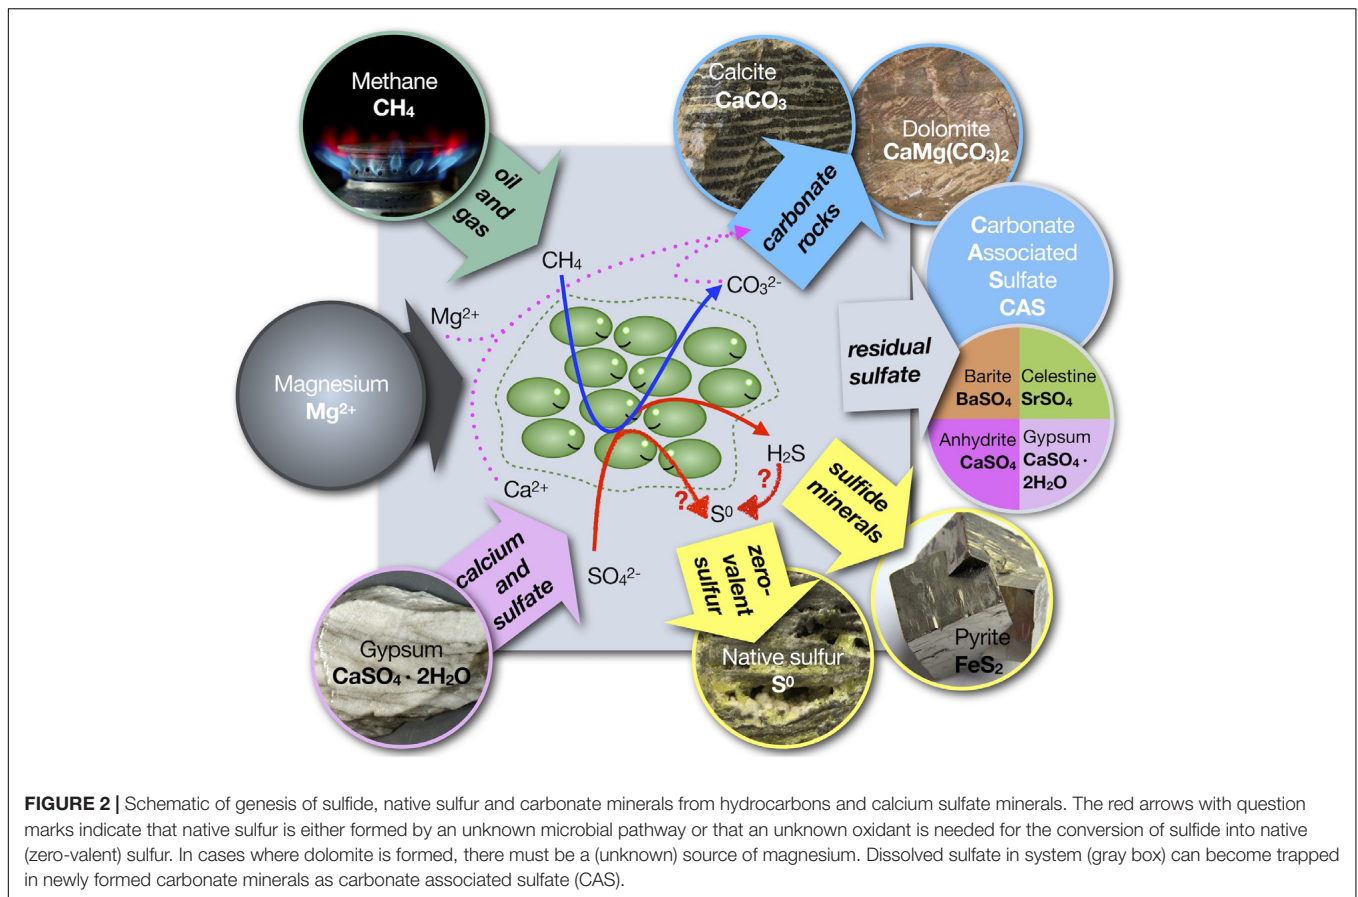 Methane
CH₄
oil
and
gas
Calcite
CaCO₃
Dolomite
CaMg(CO₃)₂
carbonate
rocks
Carbonate
Associated
Sulfate
CAS
CH₄
CO₃²⁻
Mg²⁺
Magnesium
Mg²⁺
residual
sulfate
Barite
BaSO₄
Celestine
SrSO₄
Anhydrite
CaSO₄
Gypsum
CaSO₄ ·
2H₂O
H₂S
?
?
S⁰
Ca²⁺
SO₄²⁻
sulfide
minerals
zero-
valent
sulfur
calcium
and
sulfate
Gypsum
CaSO₄ · 2H₂O
Native sulfur
S⁰
Pyrite
FeS₂
FIGURE 2 | Schematic of genesis of sulfide, native sulfur and carbonate minerals from hydrocarbons and calcium sulfate minerals. The red arrows with question
marks indicate that native sulfur is either formed by an unknown microbial pathway or that an unknown oxidant is needed for the conversion of sulfide into native
(zero-valent) sulfur. In cases where dolomite is formed, there must be a (unknown) source of magnesium. Dissolved sulfate in system (gray box) can become trapped
in newly formed carbonate minerals as carbonate associated sulfate (CAS).